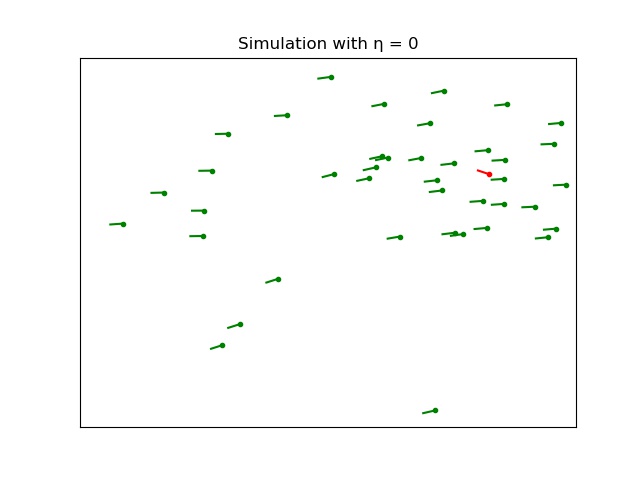 Simulation with η = 0